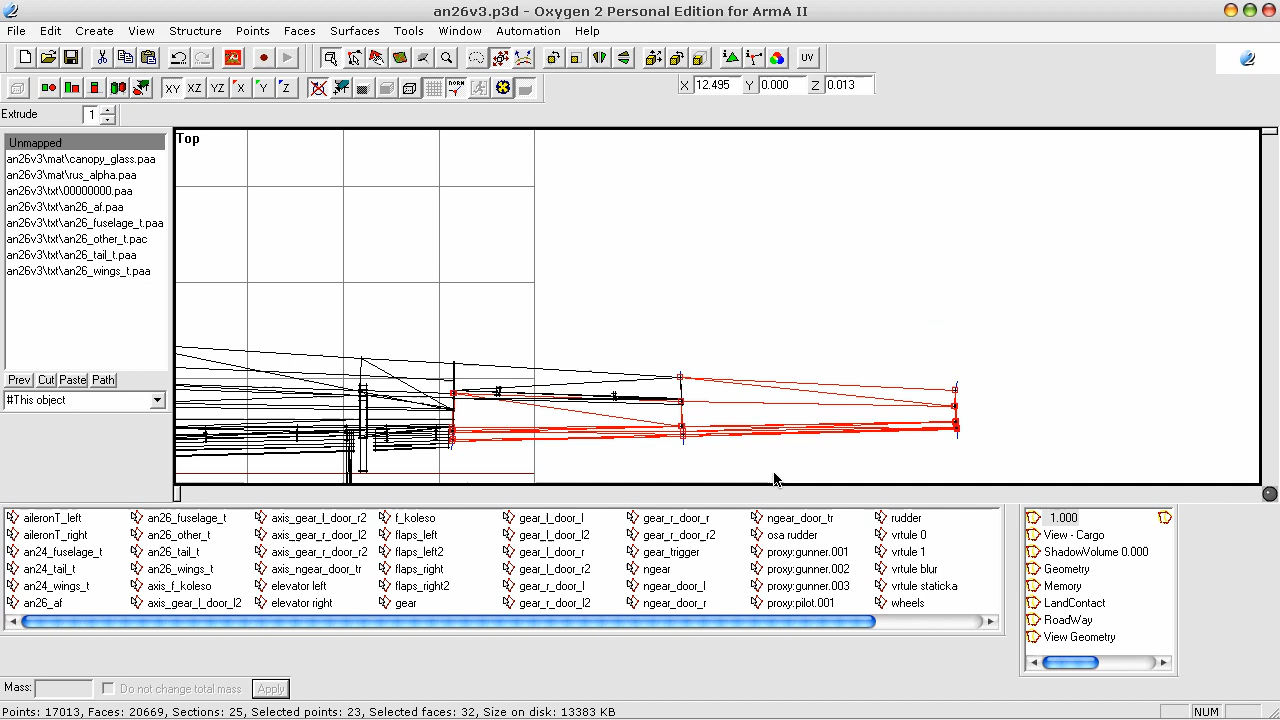 an26v3.p3d - Oxygen 2 Personal Edition for ArmA II
File Edit Create View Structure Points Faces Surfaces Tools Window Automation Help
UV
XY XZ YZ X Y Z NORM X 12.495 Y 0.000 Z 0.013
Extrude 1
Unmapped
an26v3\mat\canopy_glass.paa
an26v3\mat\rus_alpha.paa
an26v3\txt\00000000.paa
an26v3\txt\an26_af.paa
an26v3\txt\an26_fuselage_t.paa
an26v3\txt\an26_other_t.pac
an26v3\txt\an26_tail_t.paa
an26v3\txt\an26_wings_t.paa
Prev Cut Paste Path
#This object
Top
aileronT_left an26_fuselage_t axis_gear_l_door_r2 f_koleso gear_l_door_l gear_r_door_r ngear_door_tr rudder
aileronT_right an26_other_t axis_gear_r_door_l2 flaps_left gear_l_door_l2 gear_r_door_r2 osa rudder vrtule 0
an24_fuselage_t an26_tail_t axis_gear_r_door_r2 flaps_left2 gear_l_door_r gear_trigger proxy:gunner.001 vrtule 1
an24_tail_t an26_wings_t axis_ngear_door_tr flaps_right gear_l_door_r2 ngear proxy:gunner.002 vrtule blur
an24_wings_t axis_f_koleso elevator left flaps_right2 gear_r_door_l ngear_door_l proxy:gunner.003 vrtule staticka
an26_af axis_gear_l_door_l2 elevator right gear gear_r_door_l2 ngear_door_r proxy:pilot.001 wheels
1.000
View - Cargo
ShadowVolume 0.000
Geometry
Memory
LandContact
RoadWay
View Geometry
Mass: Do not change total mass Apply
Points: 17013, Faces: 20669, Sections: 25, Selected points: 23, Selected faces: 32, Size on disk: 13383 KB NUM